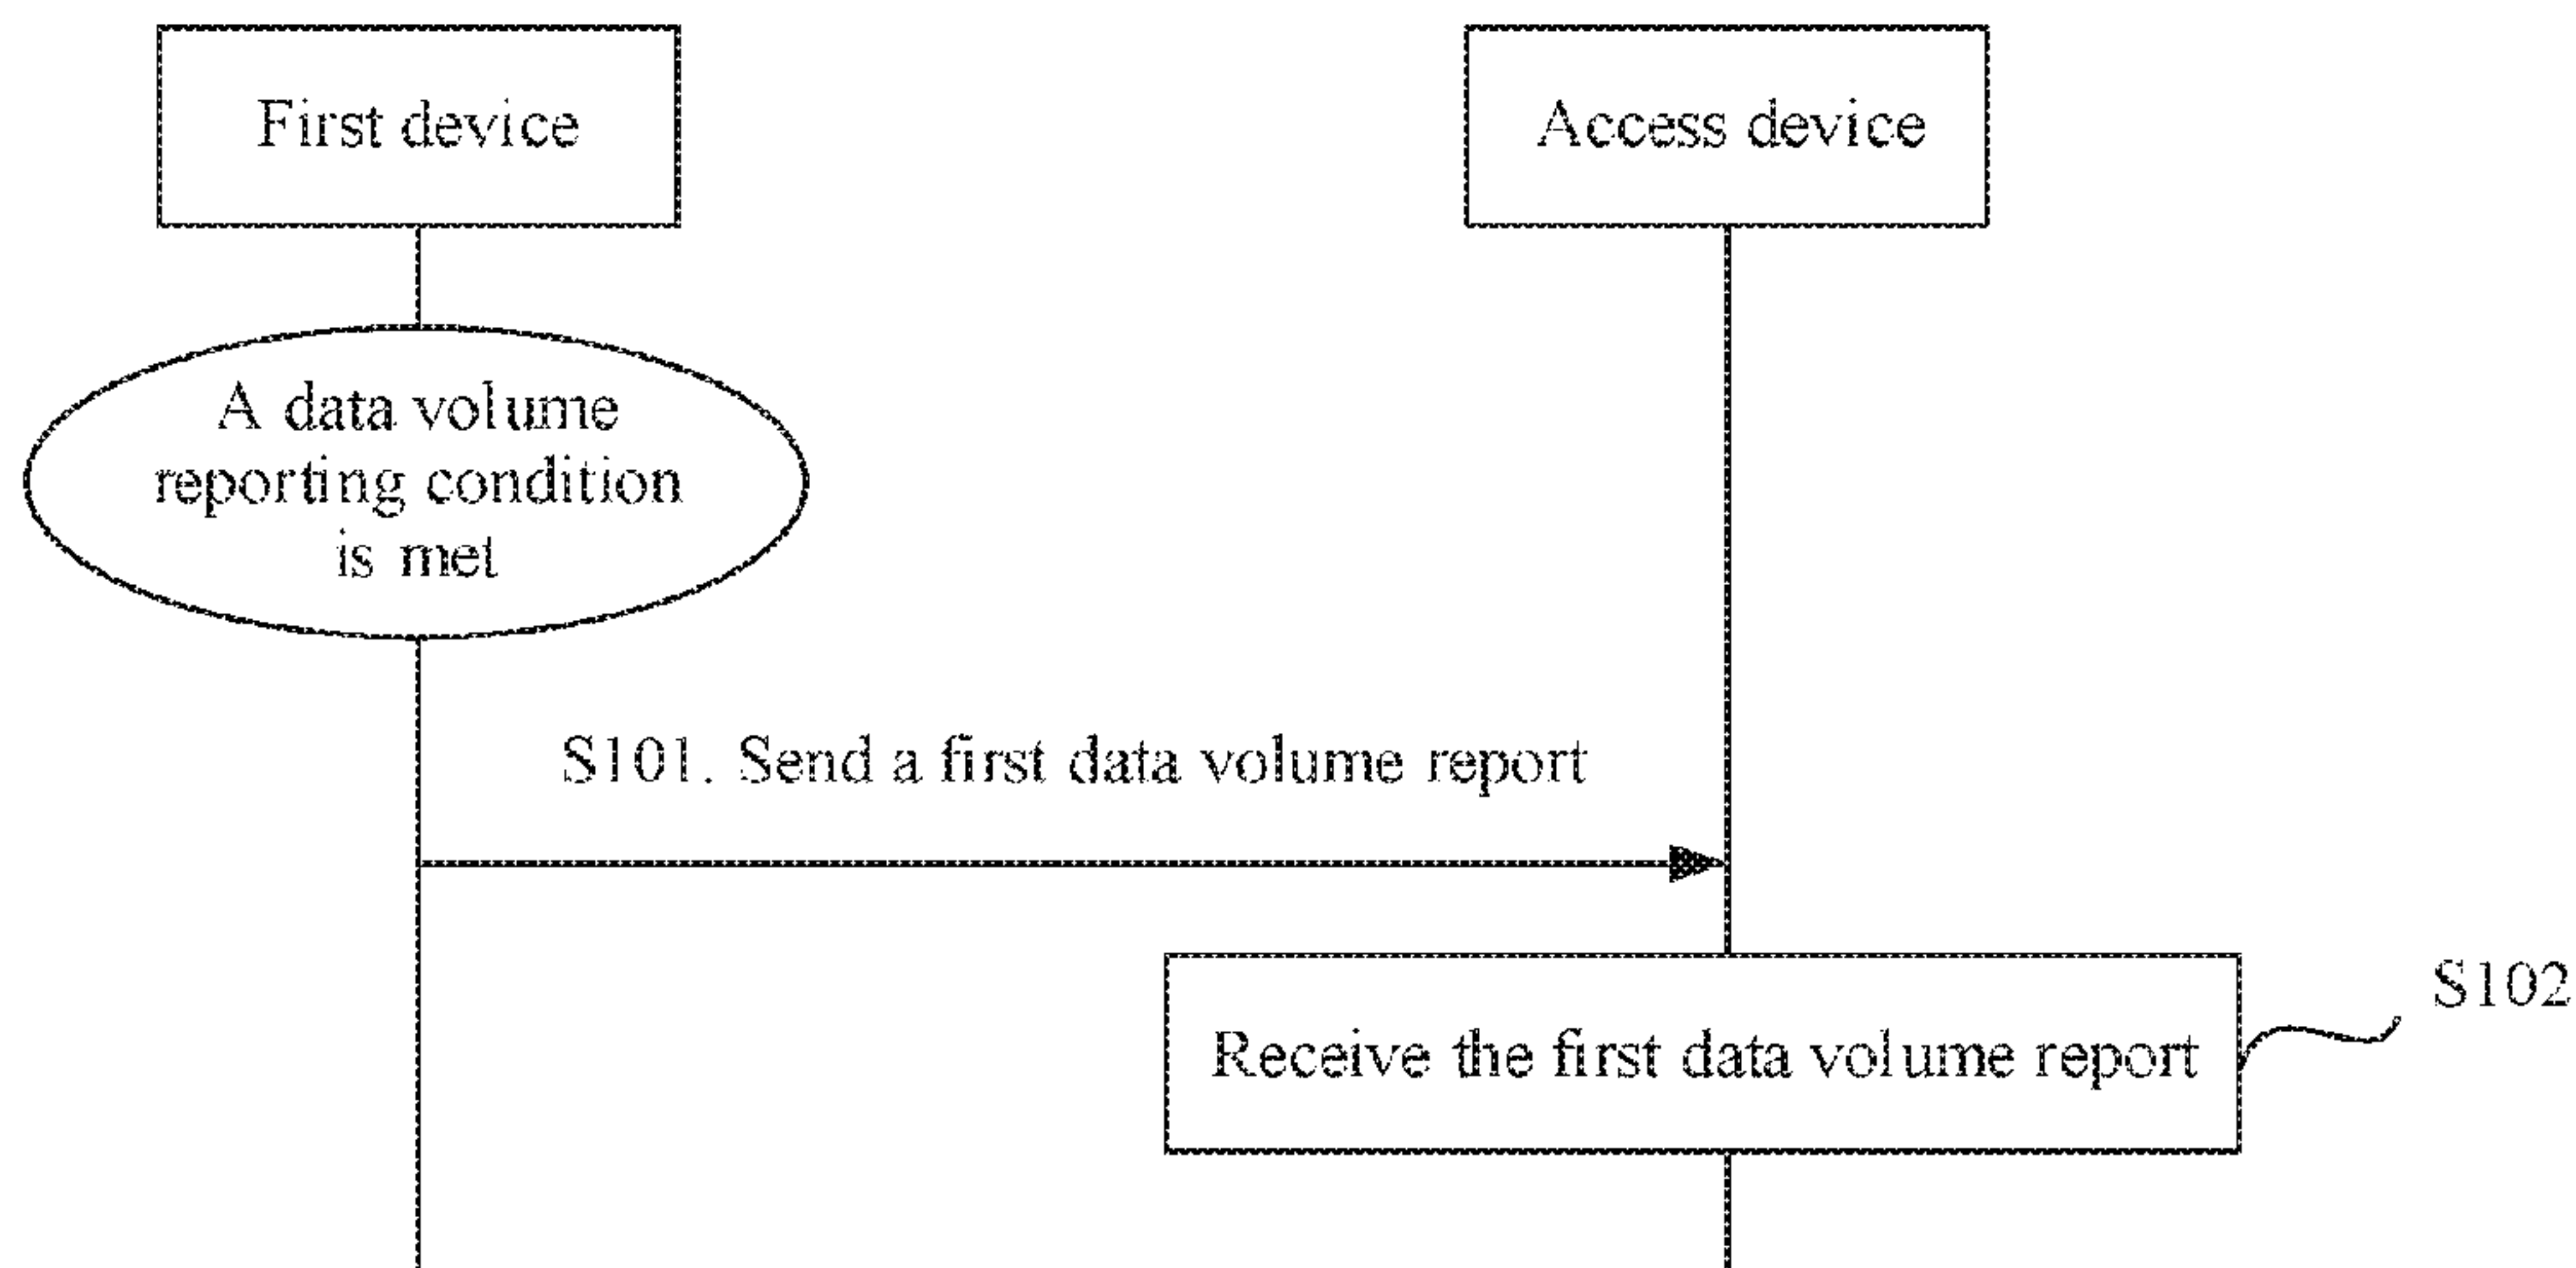 First device
Access device
A data volume
reporting condition
is met
S101. Send a first data volume report
S102
Receive the first data volume report